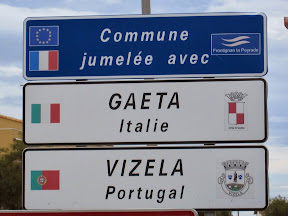 Commune
jumelée avec
Frontignan la Peyrade
GAETA
Italie
VIZELA
Portugal